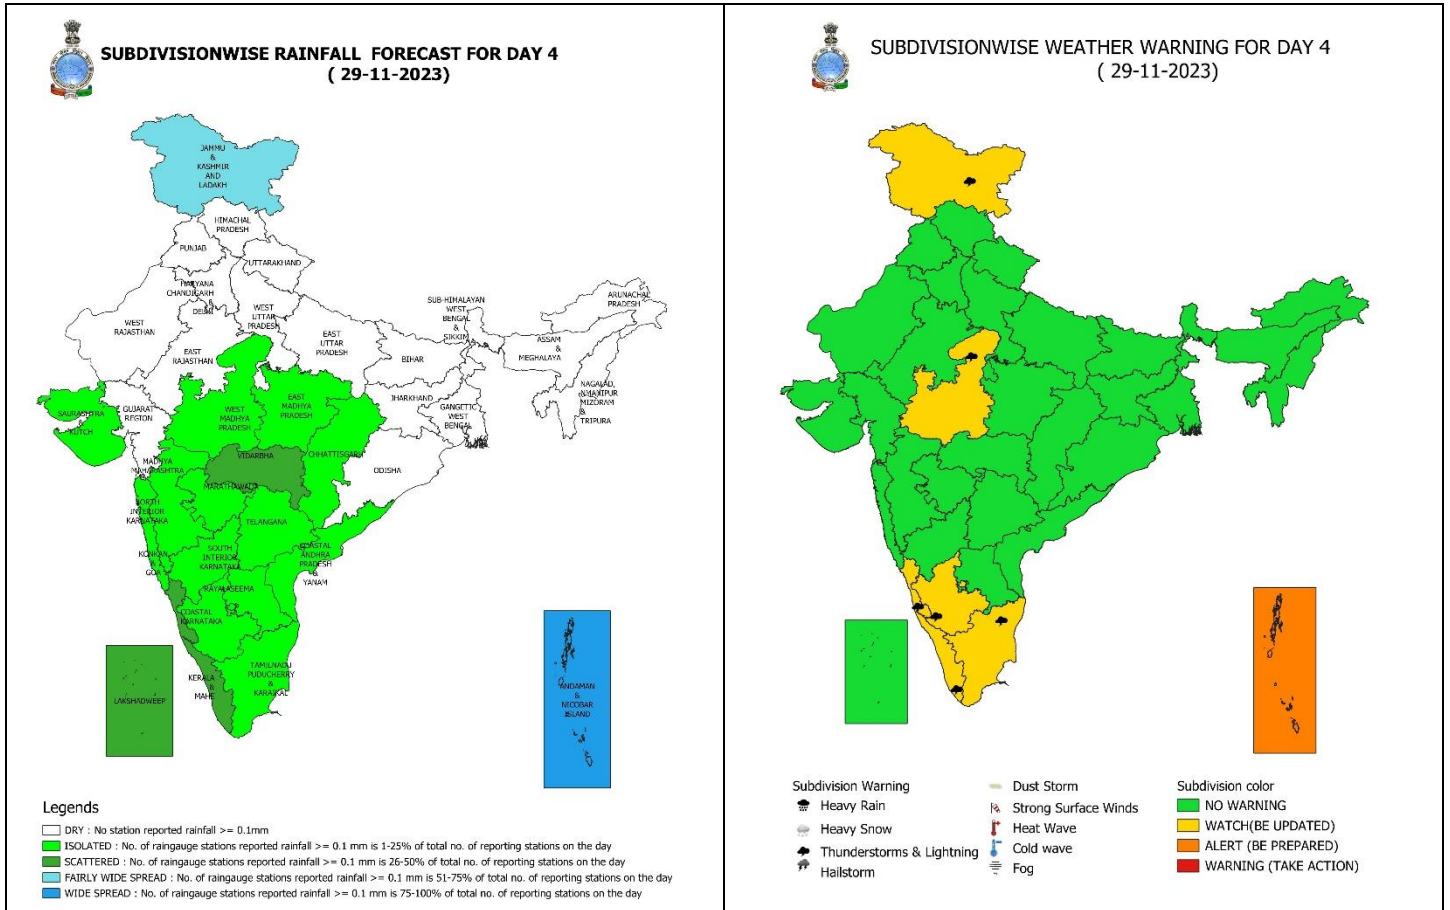 SUBDIVISIONWISE RAINFALL FORECAST FOR DAY 4
( 29-11-2023)
JAMMU
&
KASHMIR
AND
LADAKH
HIMACHAL
PRADESH
PUNJAB
UTTARAKHAND
HARYANA
CHANDIGARH
&
DELHI
WEST
RAJASTHAN
WEST
UTTAR
PRADESH
EAST
UTTAR
PRADESH
SUB-HIMALAYAN
WEST
BENGAL
&
SIKKIM
ARUNACHAL
PRADESH
ASSAM
&
MEGHALAYA
EAST
RAJASTHAN
BIHAR
NAGALAD,
MANIPUR
MIZORAM
&
TRIPURA
JHARKHAND
GANGETIC
WEST
BENGAL
SAURASHTRA
&
KUTCH
GUJARAT
REGION
WEST
MADHYA
PRADESH
EAST
MADHYA
PRADESH
CHHATTISGARH
ODISHA
VIDARBHA
MADHYA
MAHARASHTRA
MARATHAWADA
NORTH
INTERIOR
KARNATAKA
TELANGANA
KONKAN
&
GOA
SOUTH
INTERIOR
KARNATAKA
COASTAL
ANDHRA
PRADESH
&
YANAM
RAYALASEEMA
COASTAL
KARNATAKA
KERALA
&
MAHE
TAMILNADU
PUDUCHERRY
&
KARAIKAL
LAKSHADWEEP
ANDAMAN
&
NICOBAR
ISLAND
Legends
DRY : No station reported rainfall >= 0.1mm
ISOLATED : No. of raingauge stations reported rainfall >= 0.1 mm is 1-25% of total no. of reporting stations on the day
SCATTERED : No. of raingauge stations reported rainfall >= 0.1 mm is 26-50% of total no. of reporting stations on the day
FAIRLY WIDE SPREAD : No. of raingauge stations reported rainfall >= 0.1 mm is 51-75% of total no. of reporting stations on the day
WIDE SPREAD : No. of raingauge stations reported rainfall >= 0.1 mm is 75-100% of total no. of reporting stations on the day
SUBDIVISIONWISE WEATHER WARNING FOR DAY 4
( 29-11-2023)
Subdivision Warning
Heavy Rain
Heavy Snow
Thunderstorms & Lightning
Hailstorm
Dust Storm
Strong Surface Winds
Heat Wave
Cold wave
Fog
Subdivision color
NO WARNING
WATCH(BE UPDATED)
ALERT (BE PREPARED)
WARNING (TAKE ACTION)